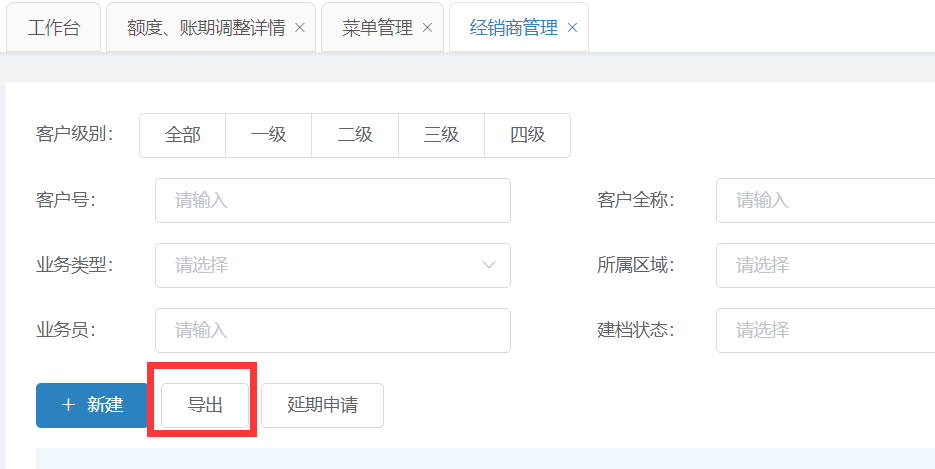 工作台 额度、账期调整详情 × 菜单管理 × 经销商管理 ×
客户级别: 全部 一级 二级 三级 四级
客户号: 请输入 客户全称: 请输入
业务类型: 请选择 所属区域: 请选择
业务员: 请输入 建档状态: 请选择
+ 新建 导出 延期申请